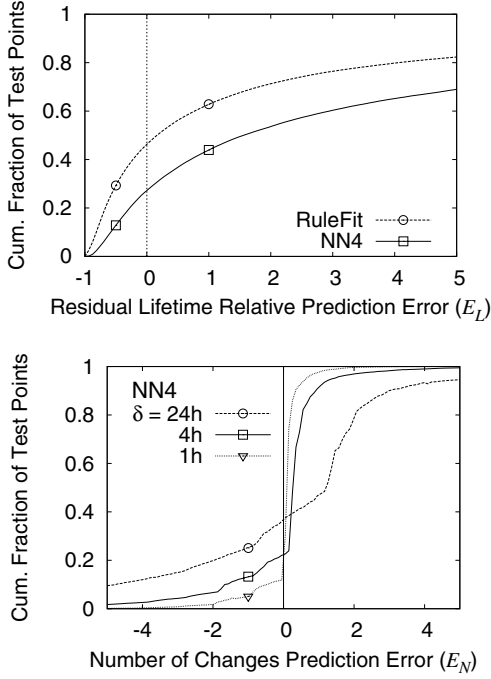 Cum. Fraction of Test Points
1
0.8
0.6
0.4
0.2
0
RuleFit
NN4
-1 0 1 2 3 4 5
Residual Lifetime Relative Prediction Error (E_L)
Cum. Fraction of Test Points
1
0.8
0.6
0.4
0.2
0
NN4
δ = 24h
4h
1h
-4 -2 0 2 4
Number of Changes Prediction Error (E_N)